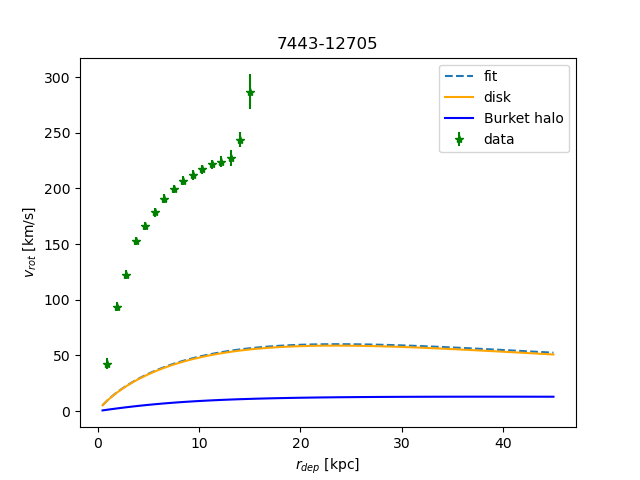 7443-12705
300
250
200
150
100
50
0
v_rot [km/s]
fit
disk
Burket halo
data
0 10 20 30 40
r_dep [kpc]